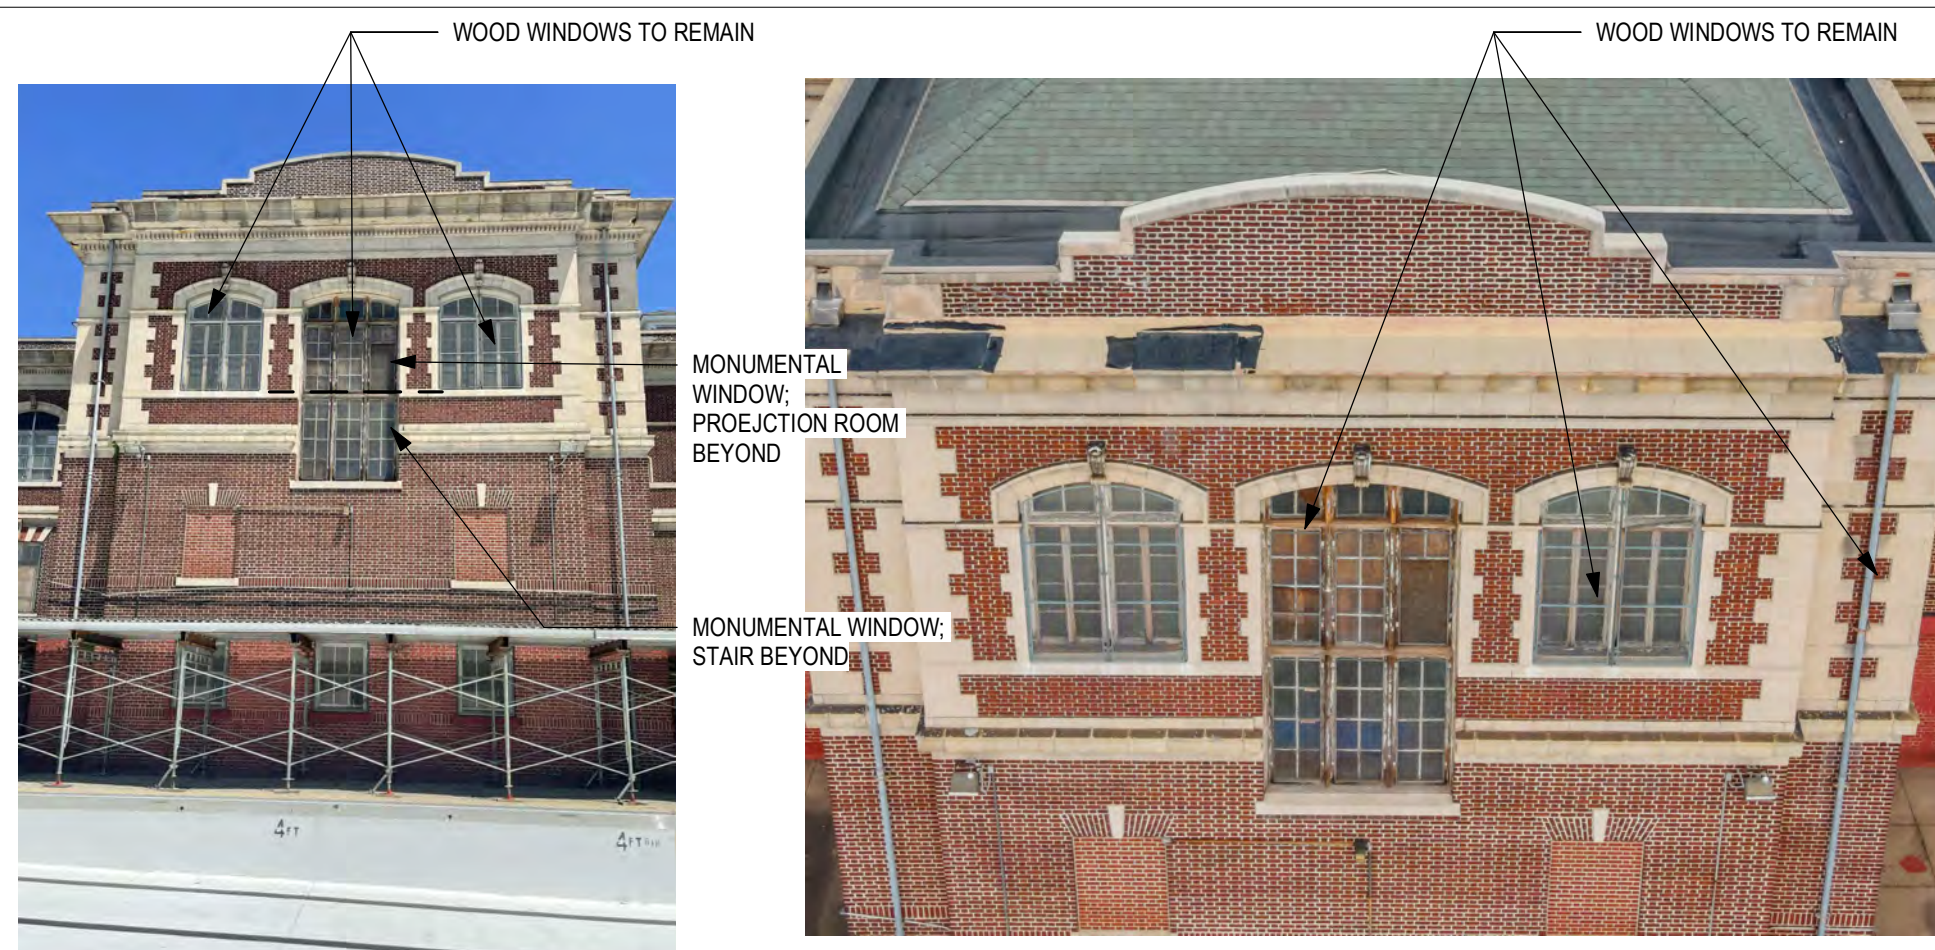 WOOD WINDOWS TO REMAIN
WOOD WINDOWS TO REMAIN
MONUMENTAL
WINDOW;
PROEJCTION ROOM
BEYOND
MONUMENTAL WINDOW;
STAIR BEYOND
4FT
4FT